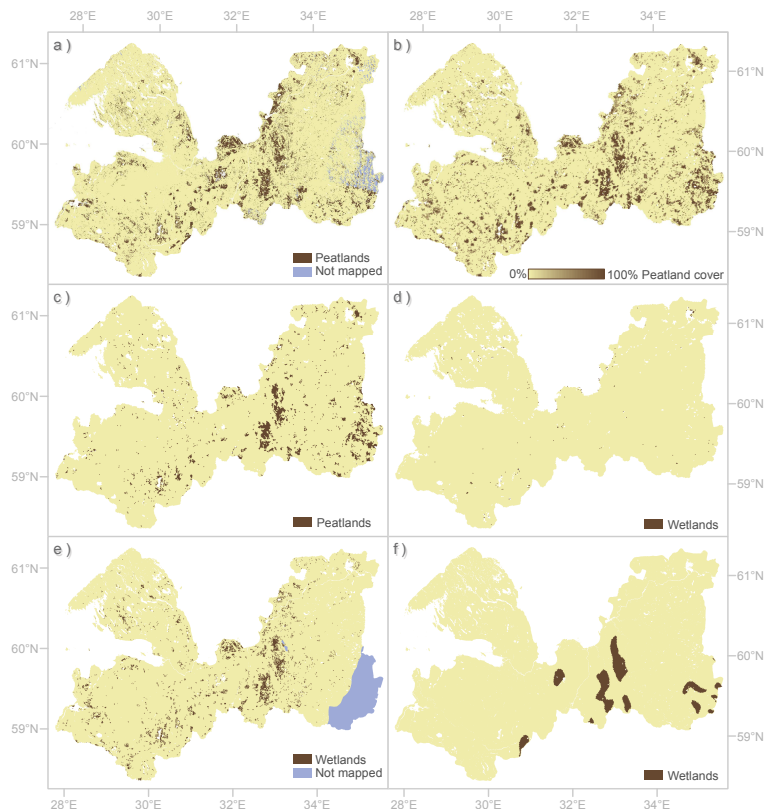 28°E 30°E 32°E 34°E 28°E 30°E 32°E 34°E
a )
b )
61°N
61°N
60°N
60°N
59°N
59°N
Peatlands
Not mapped
0% 100% Peatland cover
c )
d )
61°N
61°N
60°N
60°N
59°N
59°N
Peatlands
Wetlands
e )
f )
61°N
61°N
60°N
60°N
59°N
59°N
Wetlands
Not mapped
Wetlands
28°E 30°E 32°E 34°E 28°E 30°E 32°E 34°E